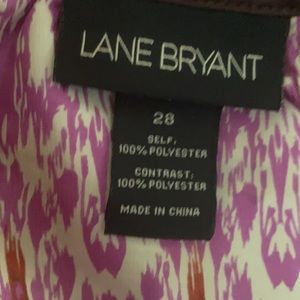 LANE BRYANT
28
SELF:
100% POLYESTER
CONTRAST:
100% POLYESTER
MADE IN CHINA